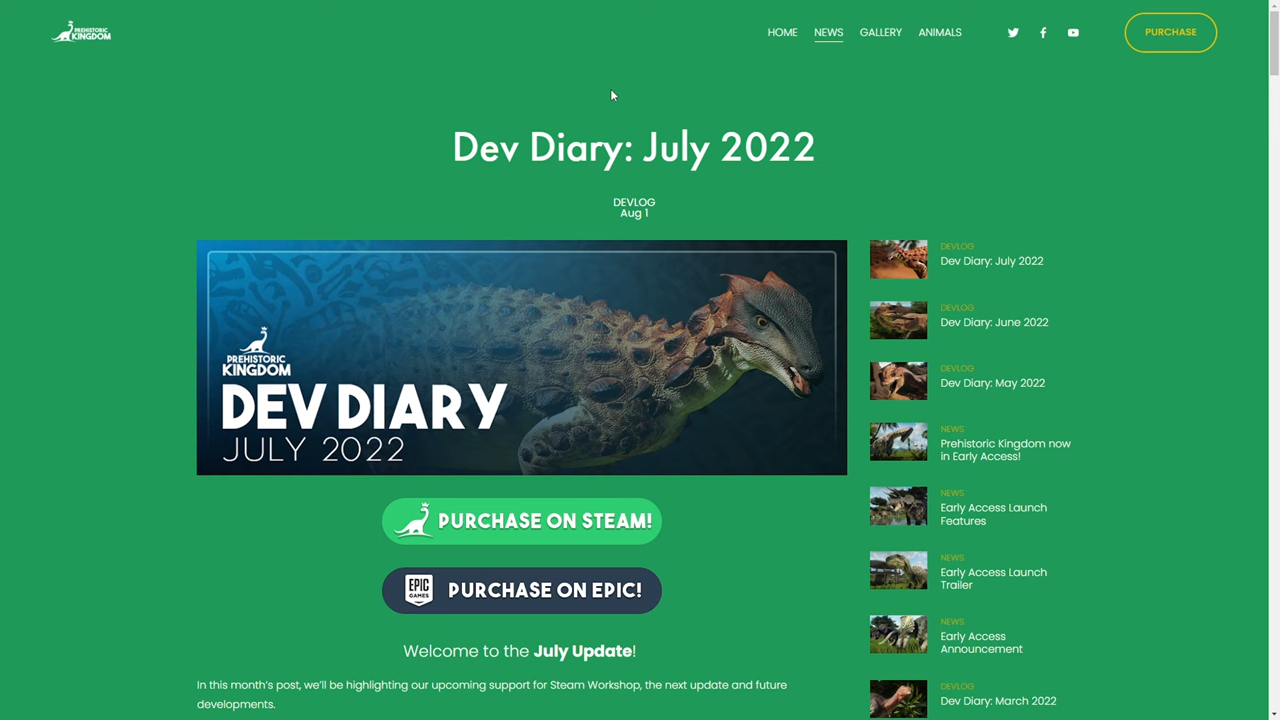 PREHISTORIC
KINGDOM
HOME NEWS GALLERY ANIMALS
PURCHASE
Dev Diary: July 2022
DEVLOG
Aug 1
PREHISTORIC
KINGDOM
DEV DIARY
JULY 2022
PURCHASE ON STEAM!
EPIC
GAMES
PURCHASE ON EPIC!
Welcome to the July Update!
In this month's post, we'll be highlighting our upcoming support for Steam Workshop, the next update and future
developments.
DEVLOG
Dev Diary: July 2022
DEVLOG
Dev Diary: June 2022
DEVLOG
Dev Diary: May 2022
NEWS
Prehistoric Kingdom now
in Early Access!
NEWS
Early Access Launch
Features
NEWS
Early Access Launch
Trailer
NEWS
Early Access
Announcement
DEVLOG
Dev Diary: March 2022